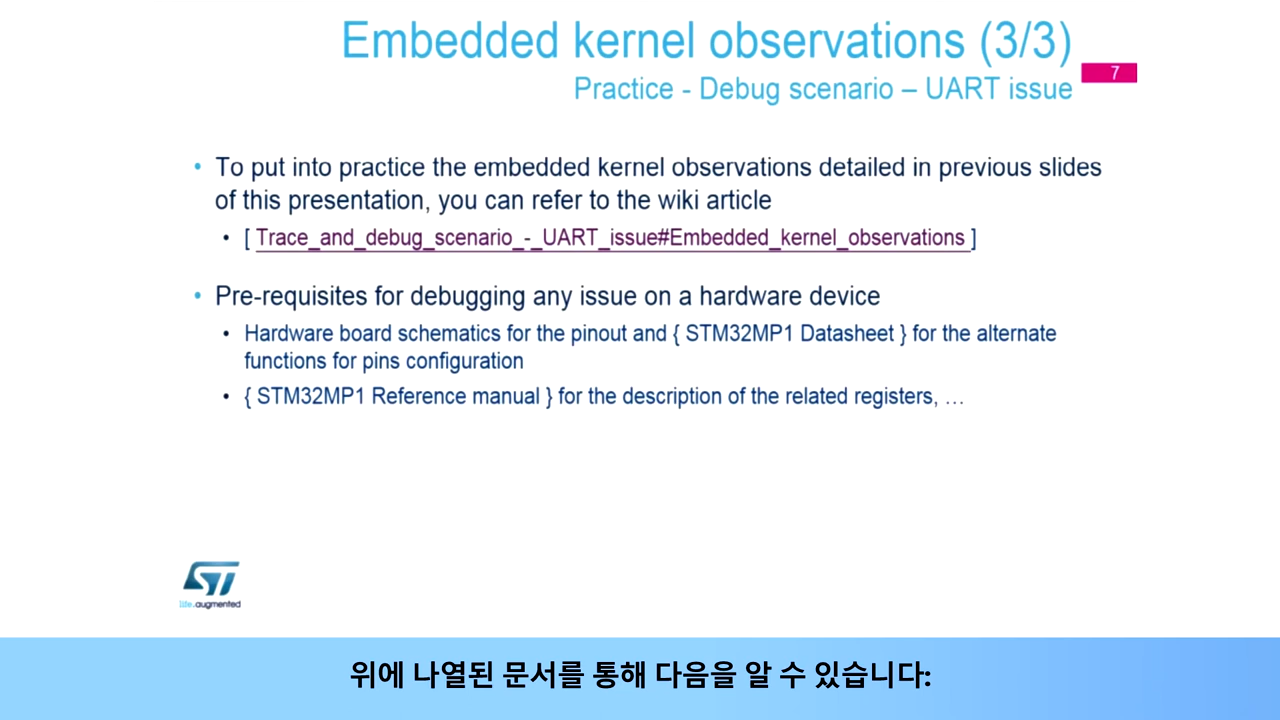 Embedded kernel observations (3/3)
Practice - Debug scenario – UART issue
7
• To put into practice the embedded kernel observations detailed in previous slides
of this presentation, you can refer to the wiki article
• [ Trace_and_debug_scenario_-_UART_issue#Embedded_kernel_observations ]
• Pre-requisites for debugging any issue on a hardware device
• Hardware board schematics for the pinout and { STM32MP1 Datasheet } for the alternate
functions for pins configuration
• { STM32MP1 Reference manual } for the description of the related registers, …
ST
life.augmented
위에 나열된 문서를 통해 다음을 알 수 있습니다: